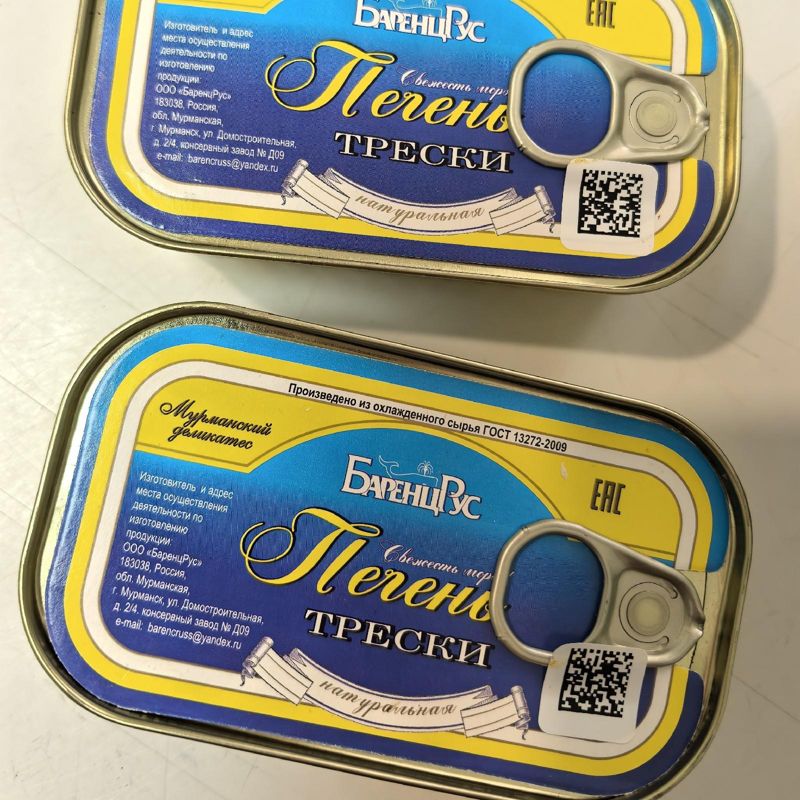 БАРЕНЦРУС
EAC
Изготовитель и адрес
места осуществления
деятельности по
изготовлению
продукции:
ООО «БаренцРус»
183038, Россия,
обл. Мурманская,
г. Мурманск, ул. Домостроительная,
д. 2/4. консервный завод № Д09
e-mail: barencruss@yandex.ru
Свежесть моря
Печень
ТРЕСКИ
натуральная
Произведено из охлажденного сырья ГОСТ 13272-2009
Мурманский
деликатес
БАРЕНЦРУС
EAC
Изготовитель и адрес
места осуществления
деятельности по
изготовлению
продукции:
ООО «БаренцРус»
183038, Россия,
обл. Мурманская,
г. Мурманск, ул. Домостроительная,
д. 2/4. консервный завод № Д09
e-mail: barencruss@yandex.ru
Свежесть моря
Печень
ТРЕСКИ
натуральная